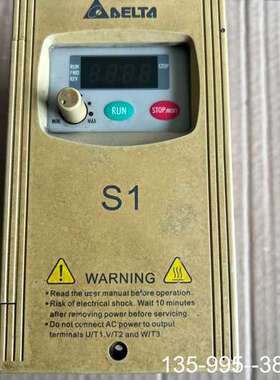 DELTA
RUN
FWD
REV
STOP
MIN
MAX
RUN
STOP/RESET
S1
WARNING
Read the user manual before operation.
Risk of electrical shock. Wait 10 minutes
after removing power before servicing.
Do not connect AC power to output
terminals U/T1,V/T2 and W/T3.
135-995--38